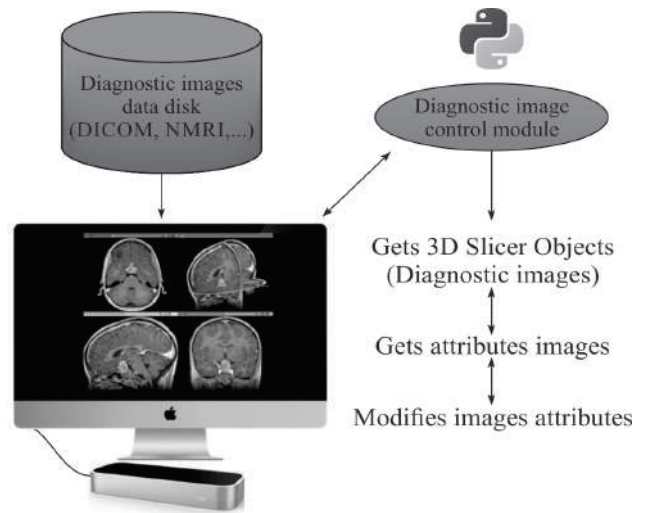 Diagnostic images
data disk
(DICOM, NMRI,...)
Diagnostic image
control module
Gets 3D Slicer Objects
(Diagnostic images)
Gets attributes images
Modifies images attributes